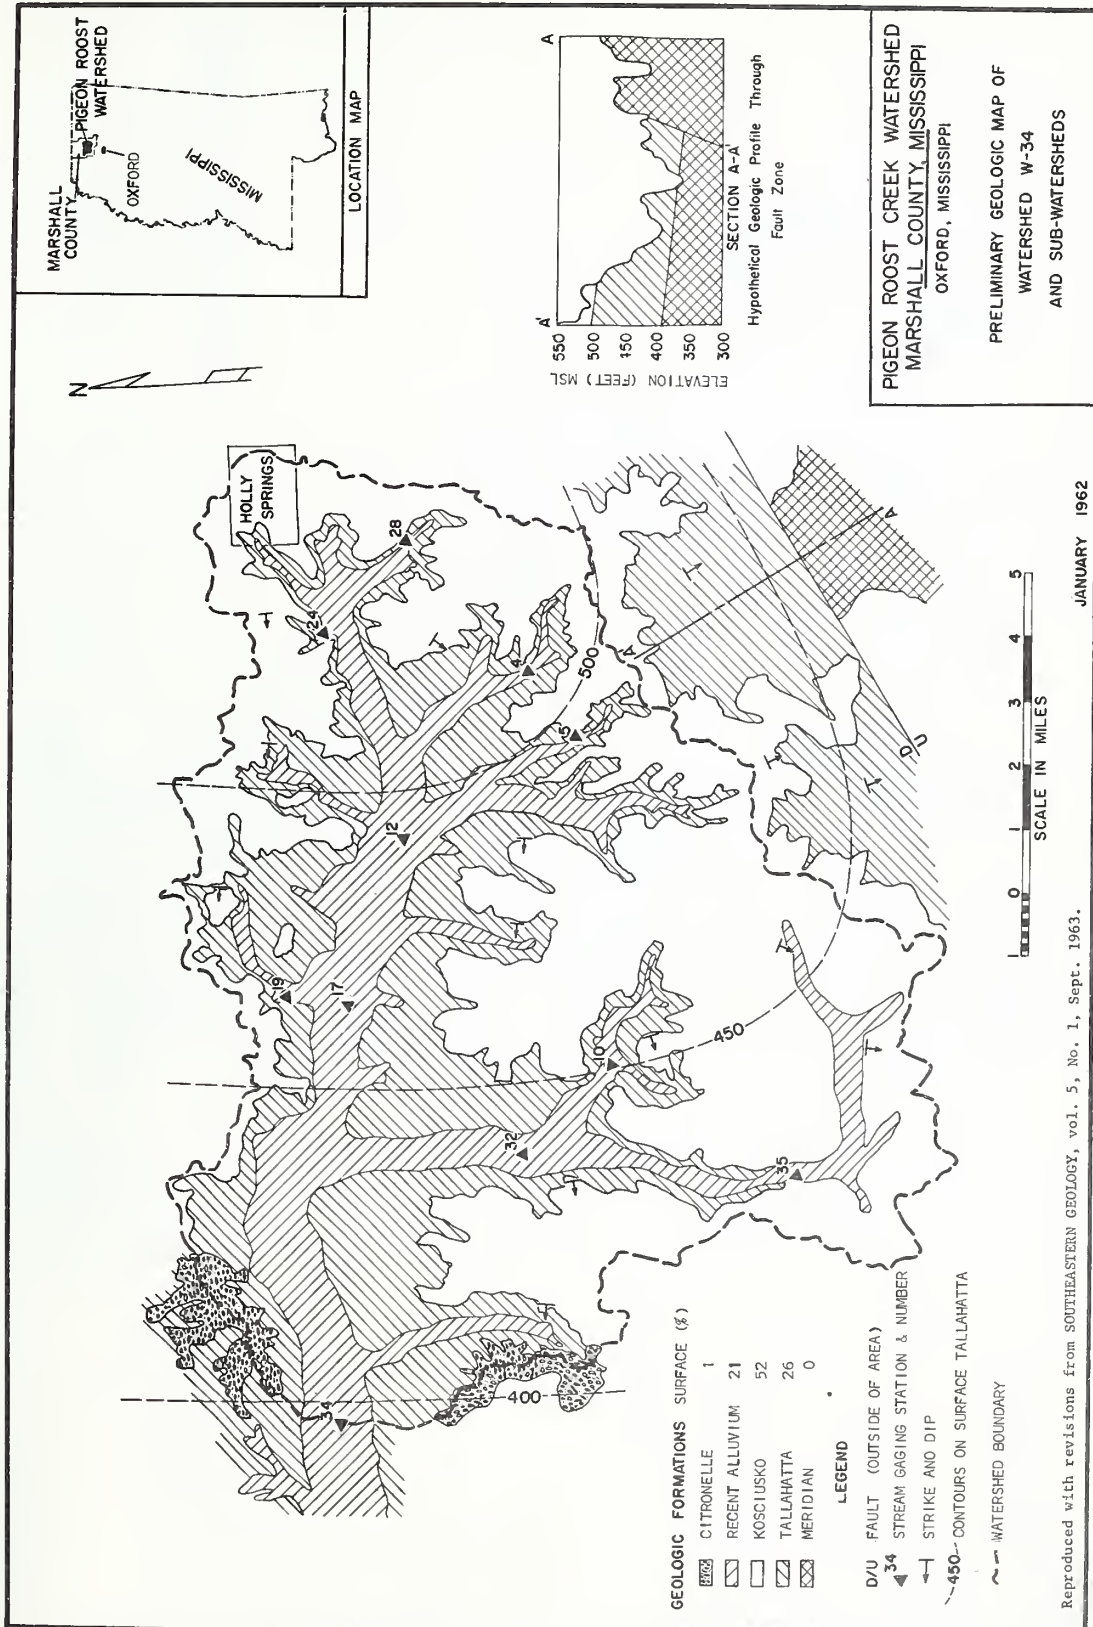 MARSHALL
COUNTY
PIGEON ROOST
WATERSHED
OXFORD
MISSISSIPPI
LOCATION MAP
N
HOLLY
SPRINGS
28
24
4
5
12
19
17
10
32
35
34
500
450
400
A
A'
U
D
ELEVATION (FEET) MSL
550
500
450
400
350
300
A'
A
SECTION A-A'
Hypothetical Geologic Profile Through
Fault Zone
PIGEON ROOST CREEK WATERSHED
MARSHALL COUNTY, MISSISSIPPI
OXFORD, MISSISSIPPI
PRELIMINARY GEOLOGIC MAP OF
WATERSHED W-34
AND SUB-WATERSHEDS
GEOLOGIC FORMATIONS SURFACE (%)
CITRONELLE 1
RECENT ALLUVIUM 21
KOSCIUSKO 52
TALLAHATTA 26
MERIDIAN 0
LEGEND
D/U FAULT (OUTSIDE OF AREA)
34 STREAM GAGING STATION & NUMBER
STRIKE AND DIP
450 CONTOURS ON SURFACE TALLAHATTA
WATERSHED BOUNDARY
1 0 1 2 3 4 5
SCALE IN MILES
JANUARY 1962
Reproduced with revisions from SOUTHEASTERN GEOLOGY, vol. 5, No. 1, Sept. 1963.